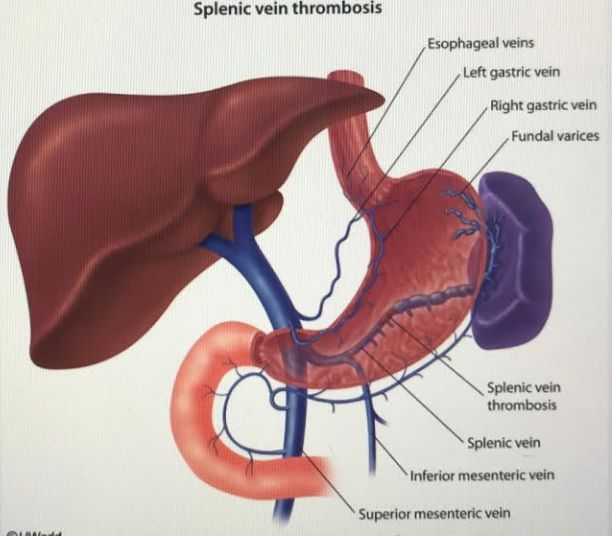 Splenic vein thrombosis
Esophageal veins
Left gastric vein
Right gastric vein
Fundal varices
Splenic vein
thrombosis
Splenic vein
Inferior mesenteric vein
Superior mesenteric vein